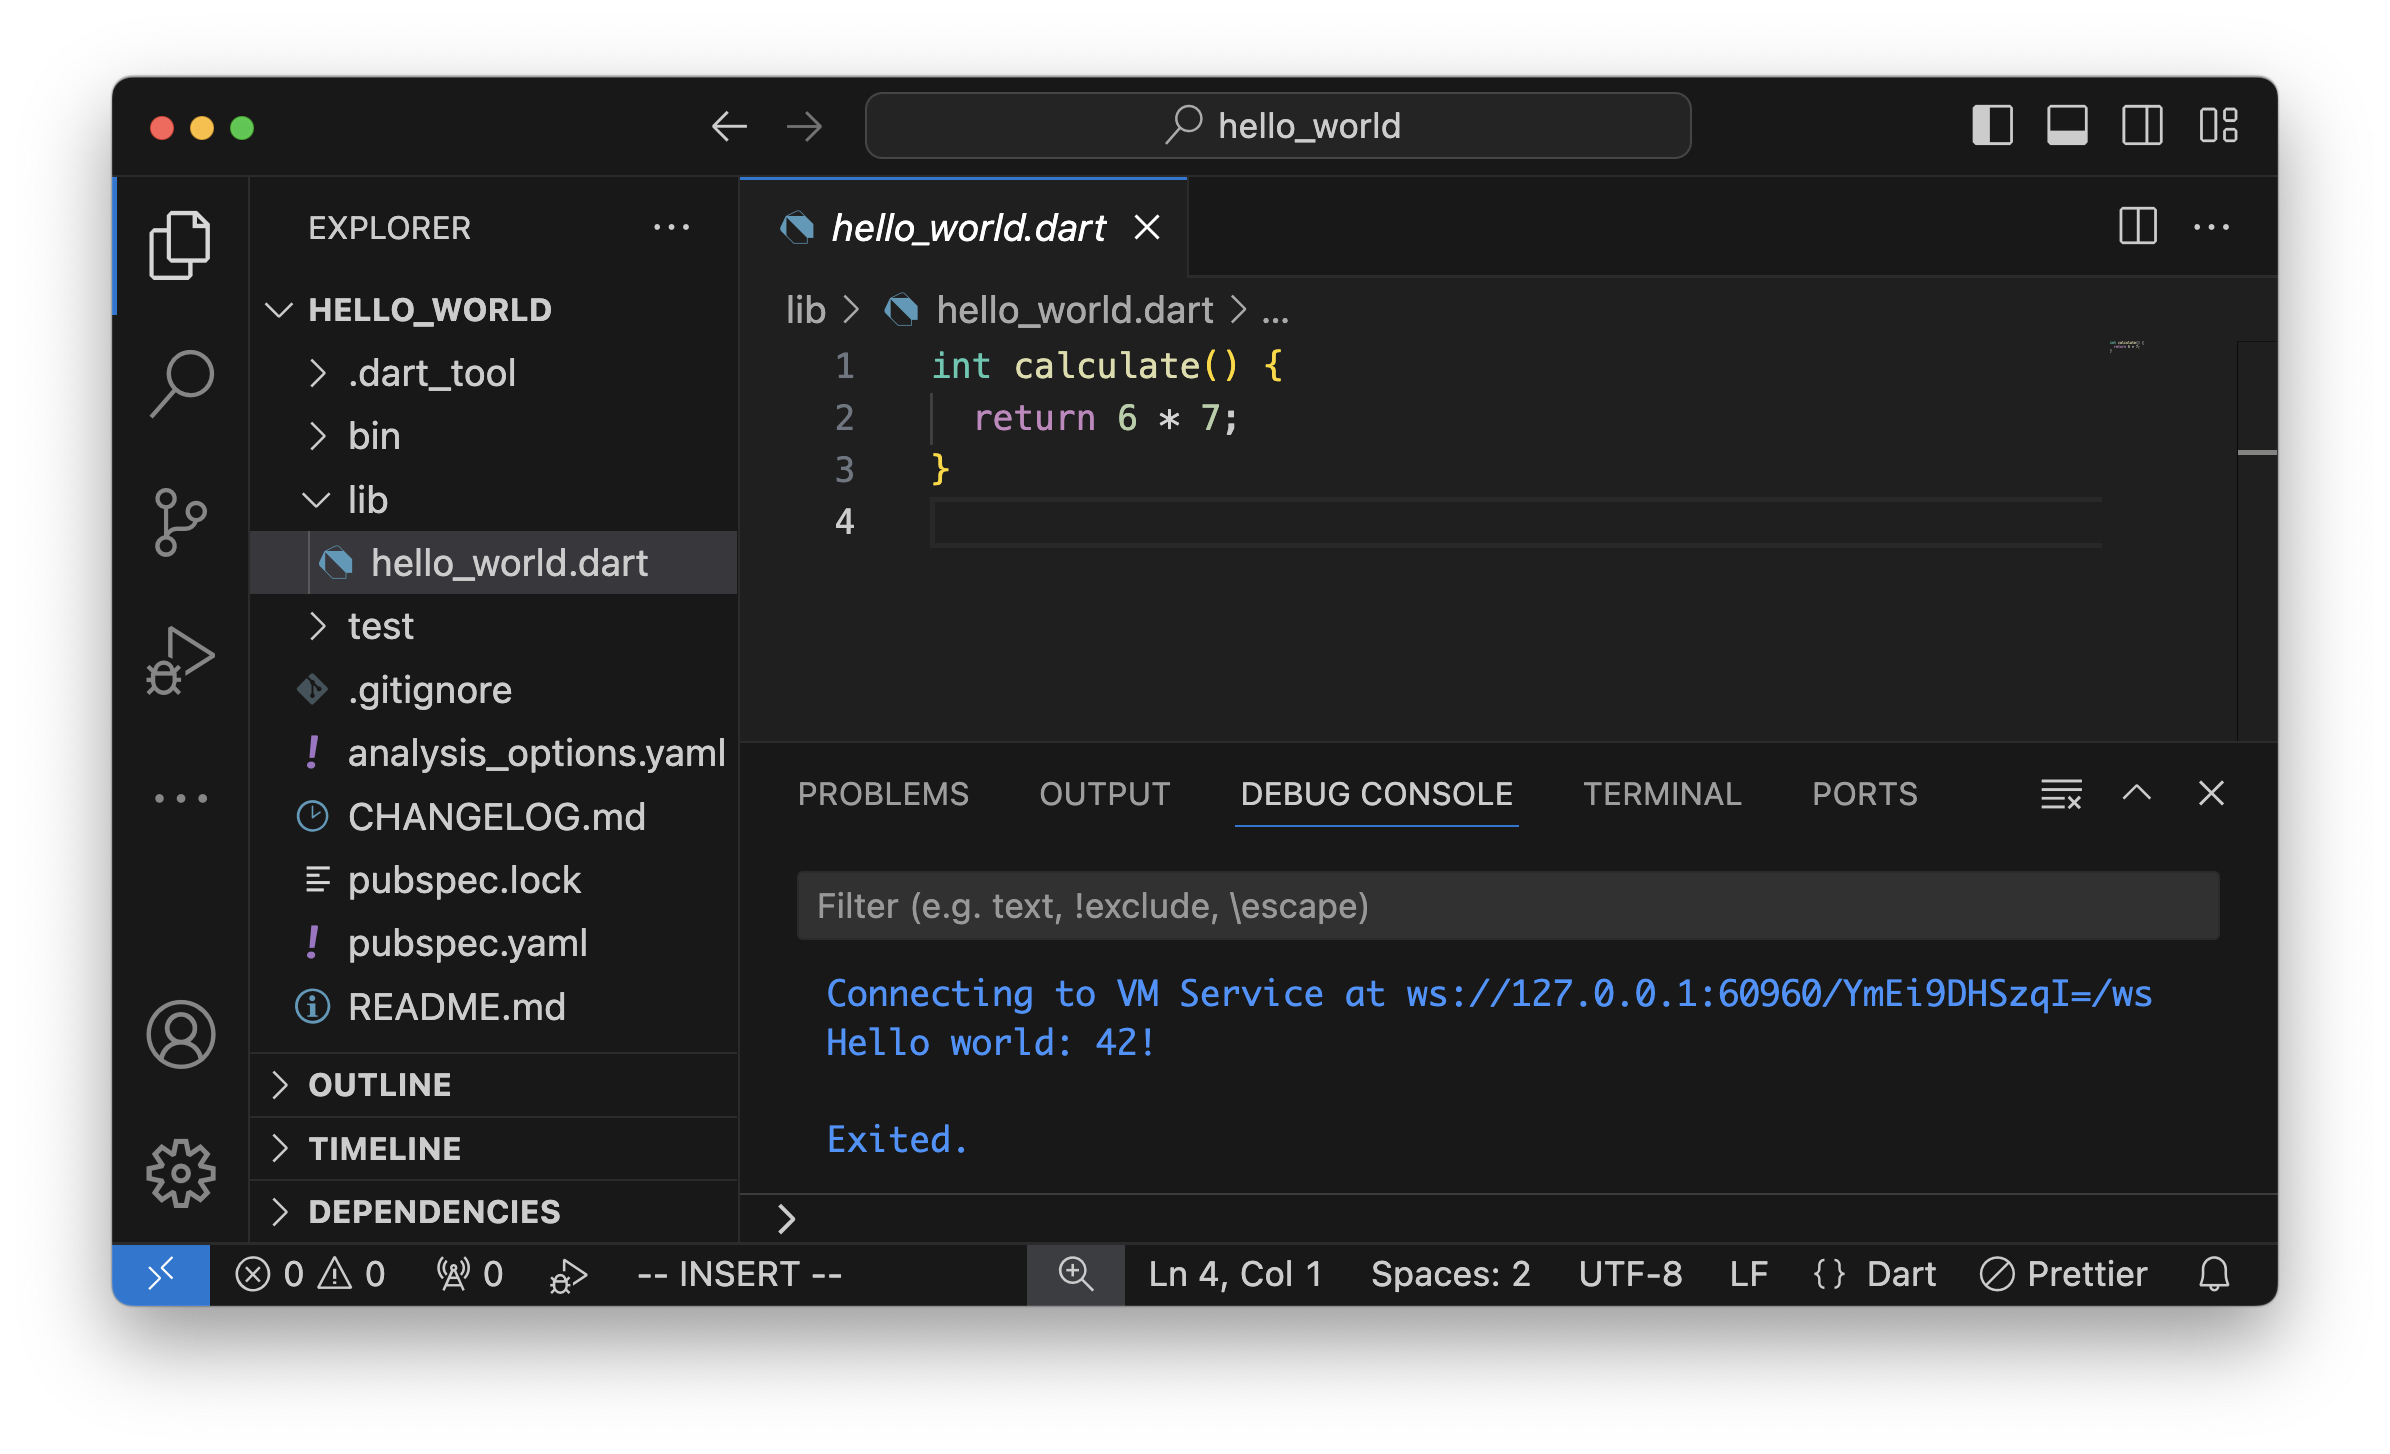 hello_world
EXPLORER
HELLO_WORLD
.dart_tool
bin
lib
hello_world.dart
test
.gitignore
! analysis_options.yaml
CHANGELOG.md
pubspec.lock
! pubspec.yaml
README.md
OUTLINE
TIMELINE
DEPENDENCIES
hello_world.dart
lib > hello_world.dart > ...
1 int calculate() {
2 return 6 * 7;
3 }
4
PROBLEMS OUTPUT DEBUG CONSOLE TERMINAL PORTS
Filter (e.g. text, !exclude, \escape)
Connecting to VM Service at ws://127.0.0.1:60960/YmEi9DHSzqI=/ws
Hello world: 42!
Exited.
>
0 0 0 -- INSERT -- Ln 4, Col 1 Spaces: 2 UTF-8 LF {} Dart Prettier